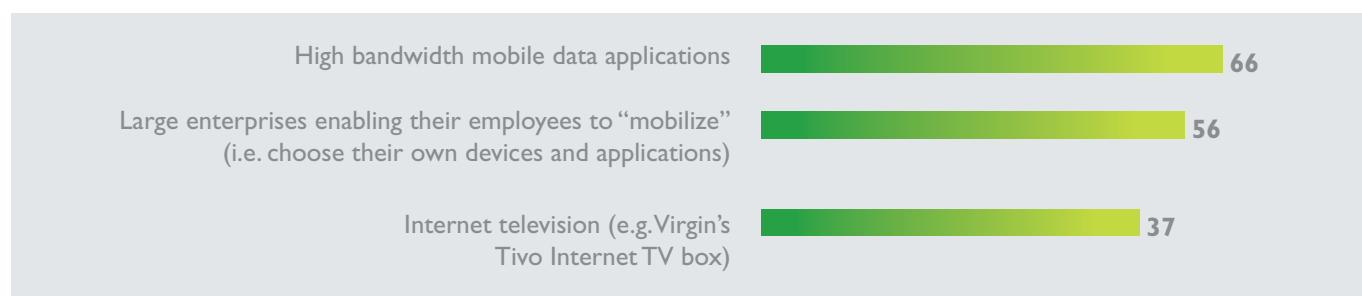 High bandwidth mobile data applications
66
Large enterprises enabling their employees to “mobilize”
(i.e. choose their own devices and applications)
56
Internet television (e.g. Virgin’s
Tivo Internet TV box)
37